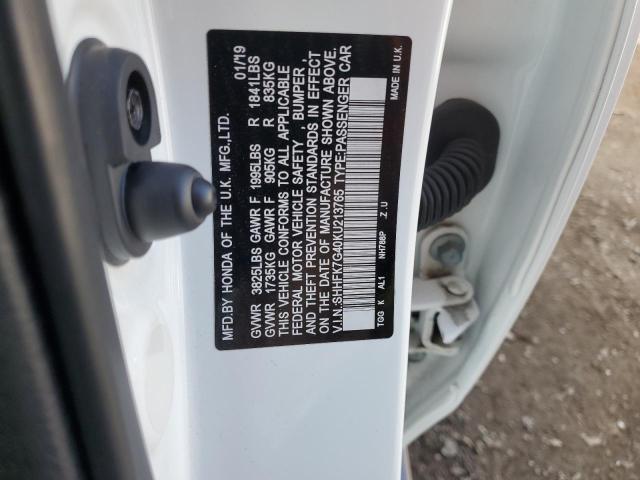 MFD.BY HONDA OF THE U.K. MFG.,LTD. 01/19
GVWR 3825LBS GAWR F 1995LBS R 1841LBS
GVWR 1735KG GAWR F 905KG R 835KG
THIS VEHICLE CONFORMS TO ALL APPLICABLE
FEDERAL MOTOR VEHICLE SAFETY , BUMPER ,
AND THEFT PREVENTION STANDARDS IN EFFECT
ON THE DATE OF MANUFACTURE SHOWN ABOVE.
V.I.N.:SHHFK7G40KU213765 TYPE:PASSENGER CAR
TGG K AL1 NH788P .Z .U MADE IN U.K.